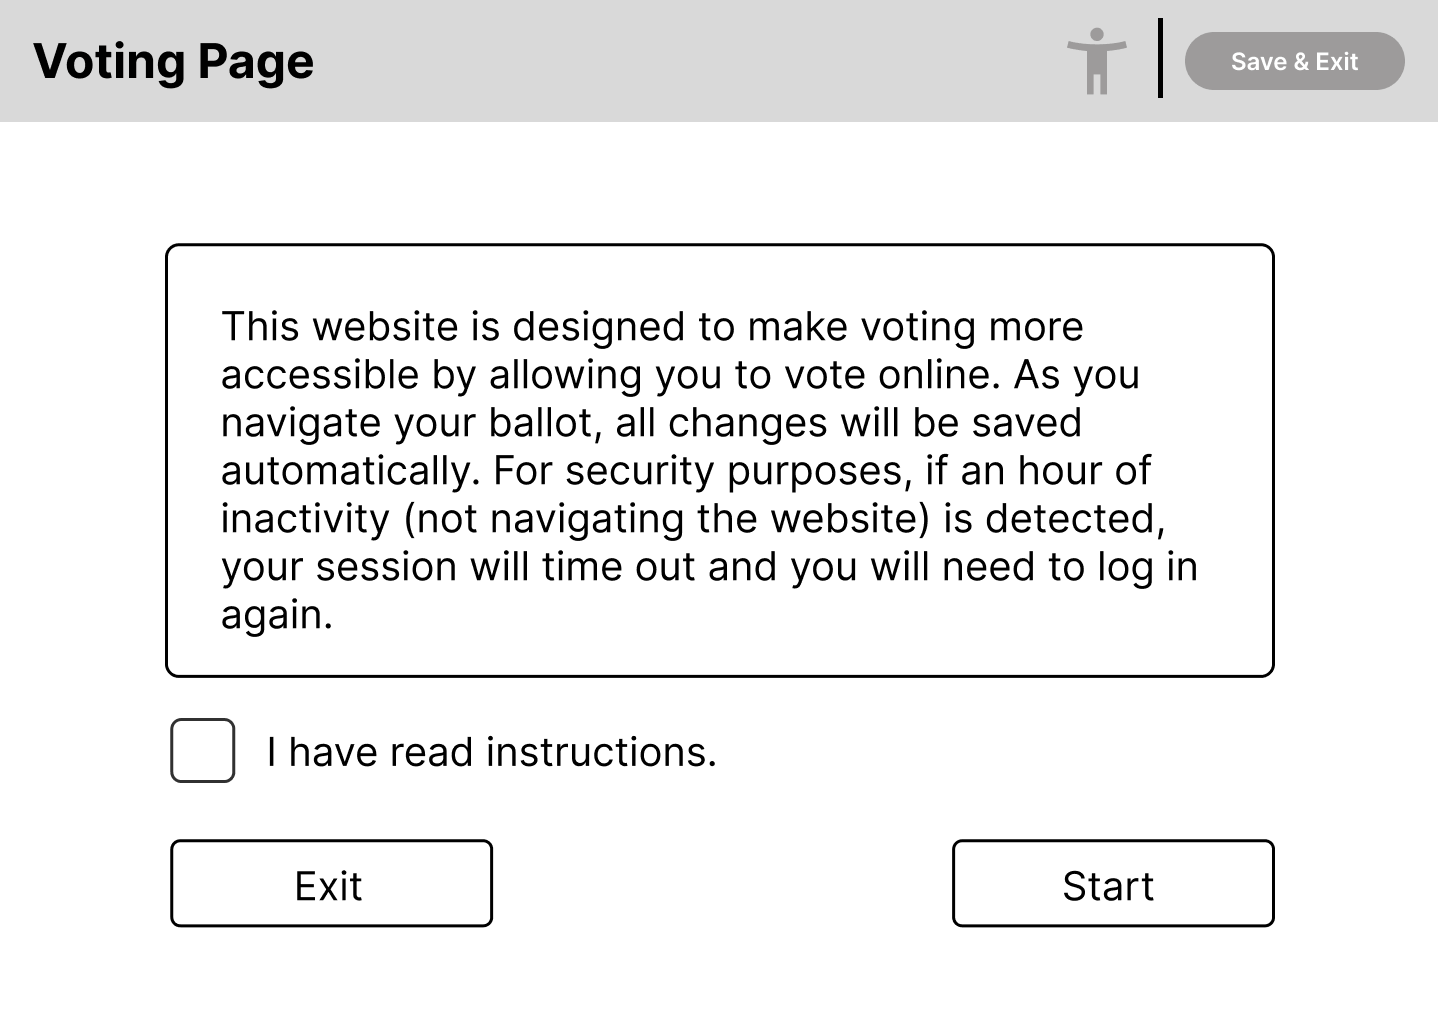 Voting Page
Save & Exit
This website is designed to make voting more
accessible by allowing you to vote online. As you
navigate your ballot, all changes will be saved
automatically. For security purposes, if an hour of
inactivity (not navigating the website) is detected,
your session will time out and you will need to log in
again.
I have read instructions.
Exit
Start